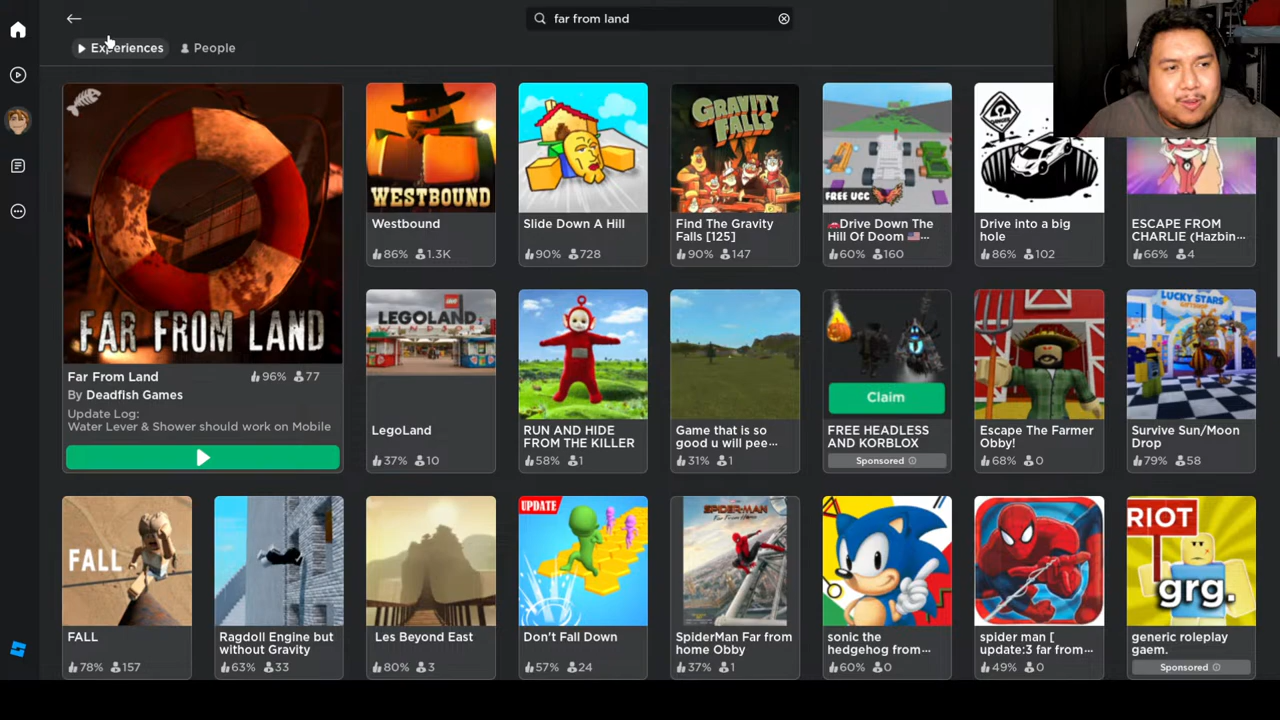 far from land
Experiences
People
FAR FROM LAND
Far From Land
96% 77
By Deadfish Games
Update Log:
Water Lever & Shower should work on Mobile
WESTBOUND
Westbound
86% 1.3K
Slide Down A Hill
90% 728
GRAVITY
FALLS
Find The Gravity
Falls [125]
90% 147
FREE UGC
Drive Down The
Hill Of Doom
60% 160
Drive into a big
hole
86% 102
ESCAPE FROM
CHARLIE (Hazbin...
66% 4
LEGO
LEGOLAND
WINDSOR
LegoLand
37% 10
RUN AND HIDE
FROM THE KILLER
58% 1
Game that is so
good u will pee...
31% 1
Claim
FREE HEADLESS
AND KORBLOX
Sponsored
Escape The Farmer
Obby!
68% 0
LUCKY STARS
Survive Sun/Moon
Drop
79% 58
FALL
FALL
78% 157
Ragdoll Engine but
without Gravity
63% 33
Les Beyond East
80% 3
UPDATE
Don't Fall Down
57% 24
SPIDER-MAN
FAR FROM HOME
SpiderMan Far from
home Obby
37% 1
sonic the
hedgehog from...
60% 0
spider man [
update:3 far from...
49% 0
RIOT
grg.
generic roleplay
gaem.
Sponsored